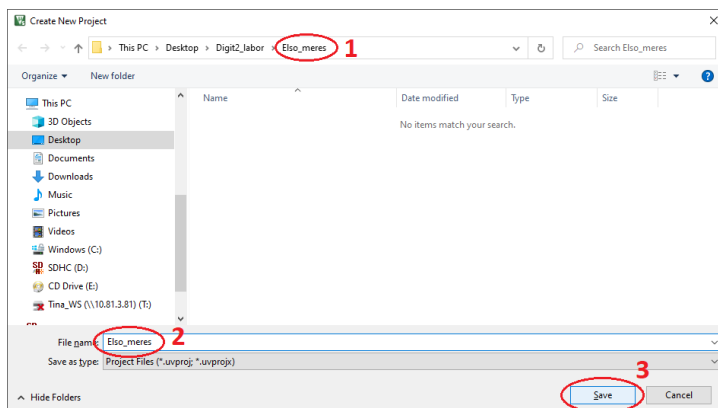 Create New Project
This PC > Desktop > Digit2_labor > Elso_meres 1
Search Elso_meres
Organize New folder
This PC
3D Objects
Desktop
Documents
Downloads
Music
Pictures
Videos
Windows (C:)
SDHC (D:)
CD Drive (E:)
Tina_WS (\\10.81.3.81) (T:)
Name Date modified Type Size
No items match your search.
File name: Elso_meres 2
Save as type: Project Files (*.uvproj; *.uvprojx)
3
Hide Folders Save Cancel